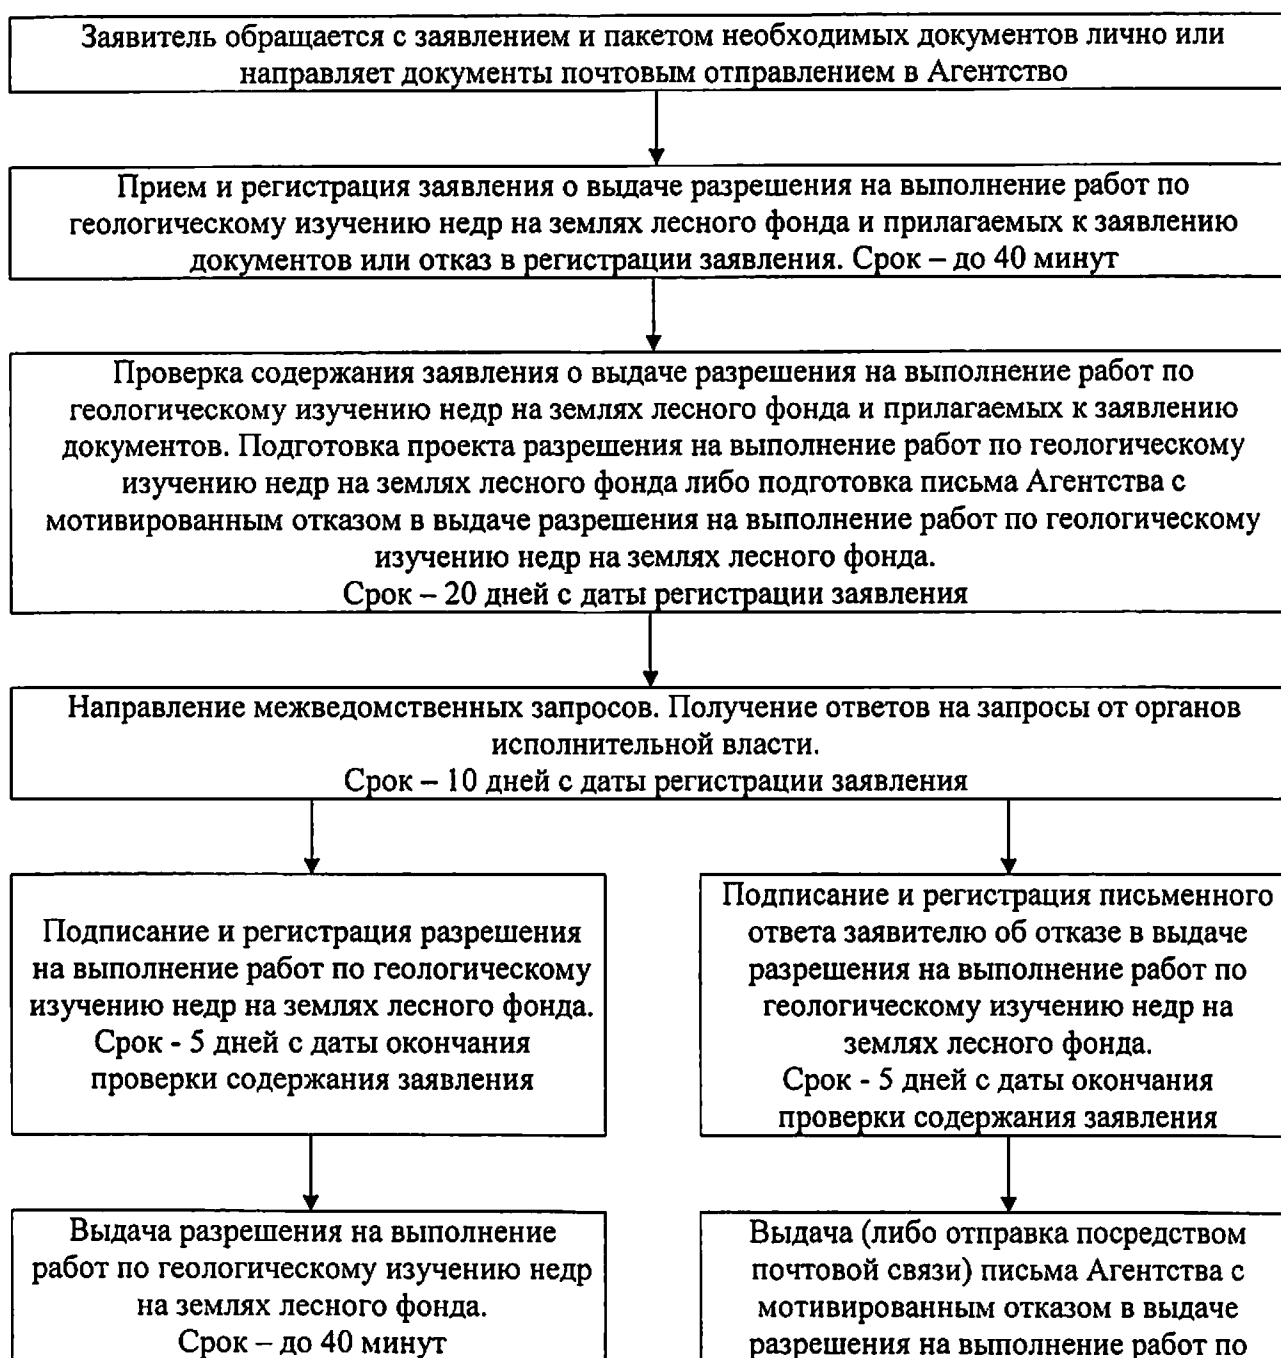 Заявитель обращается с заявлением и пакетом необходимых документов лично или
направляет документы почтовым отправлением в Агентство
Прием и регистрация заявления о выдаче разрешения на выполнение работ по
геологическому изучению недр на землях лесного фонда и прилагаемых к заявлению
документов или отказ в регистрации заявления. Срок – до 40 минут
Проверка содержания заявления о выдаче разрешения на выполнение работ по
геологическому изучению недр на землях лесного фонда и прилагаемых к заявлению
документов. Подготовка проекта разрешения на выполнение работ по геологическому
изучению недр на землях лесного фонда либо подготовка письма Агентства с
мотивированным отказом в выдаче разрешения на выполнение работ по геологическому
изучению недр на землях лесного фонда.
Срок – 20 дней с даты регистрации заявления
Направление межведомственных запросов. Получение ответов на запросы от органов
исполнительной власти.
Срок – 10 дней с даты регистрации заявления
Подписание и регистрация разрешения
на выполнение работ по геологическому
изучению недр на землях лесного фонда.
Срок - 5 дней с даты окончания
проверки содержания заявления
Подписание и регистрация письменного
ответа заявителю об отказе в выдаче
разрешения на выполнение работ по
геологическому изучению недр на
землях лесного фонда.
Срок - 5 дней с даты окончания
проверки содержания заявления
Выдача разрешения на выполнение
работ по геологическому изучению недр
на землях лесного фонда.
Срок – до 40 минут
Выдача (либо отправка посредством
почтовой связи) письма Агентства с
мотивированным отказом в выдаче
разрешения на выполнение работ по